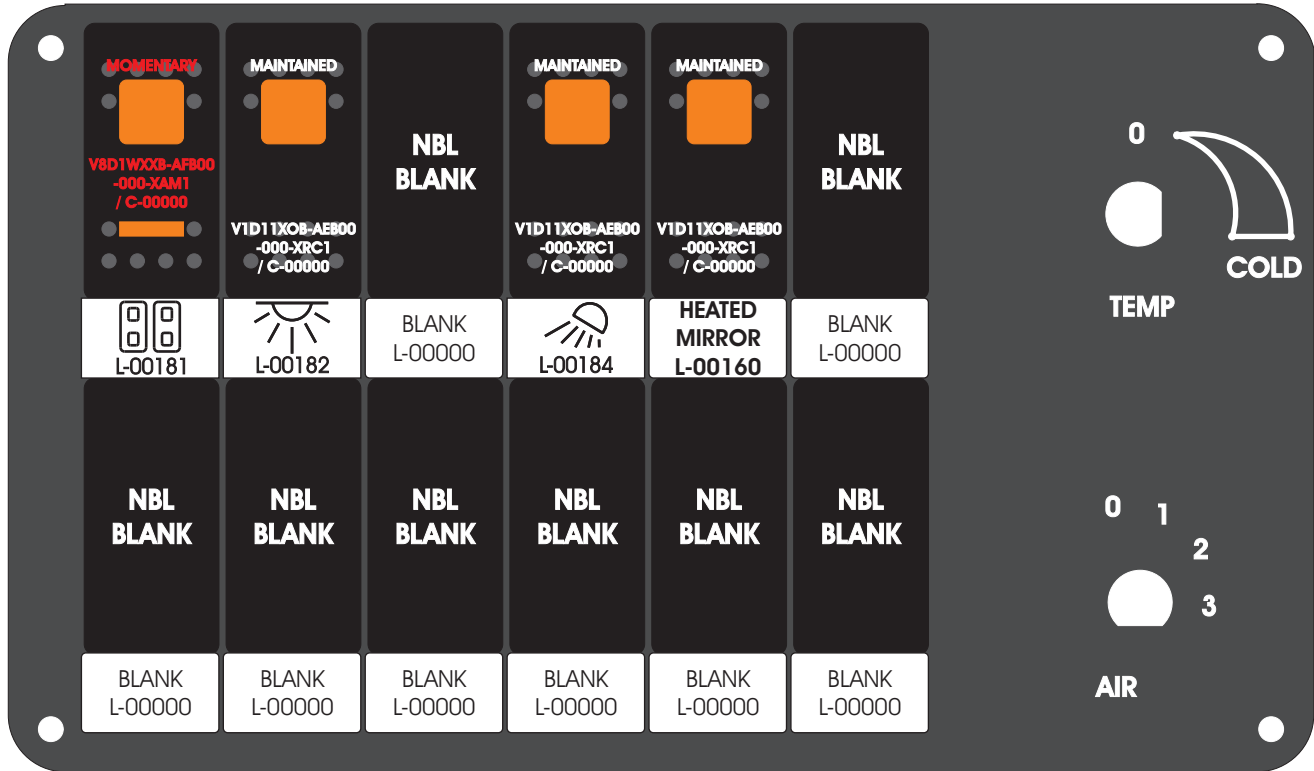 MOMENTARY
V8D1WXXB-AFB00
-000-XAM1
/ C-00000
L-00181
MAINTAINED
V1D11XOB-AEB00
-000-XRC1
/ C-00000
L-00182
NBL
BLANK
BLANK
L-00000
MAINTAINED
V1D11XOB-AEB00
-000-XRC1
/ C-00000
L-00184
MAINTAINED
V1D11XOB-AEB00
-000-XRC1
/ C-00000
HEATED
MIRROR
L-00160
NBL
BLANK
BLANK
L-00000
0
COLD
TEMP
NBL
BLANK
BLANK
L-00000
NBL
BLANK
BLANK
L-00000
NBL
BLANK
BLANK
L-00000
NBL
BLANK
BLANK
L-00000
NBL
BLANK
BLANK
L-00000
NBL
BLANK
BLANK
L-00000
0
1
2
3
AIR